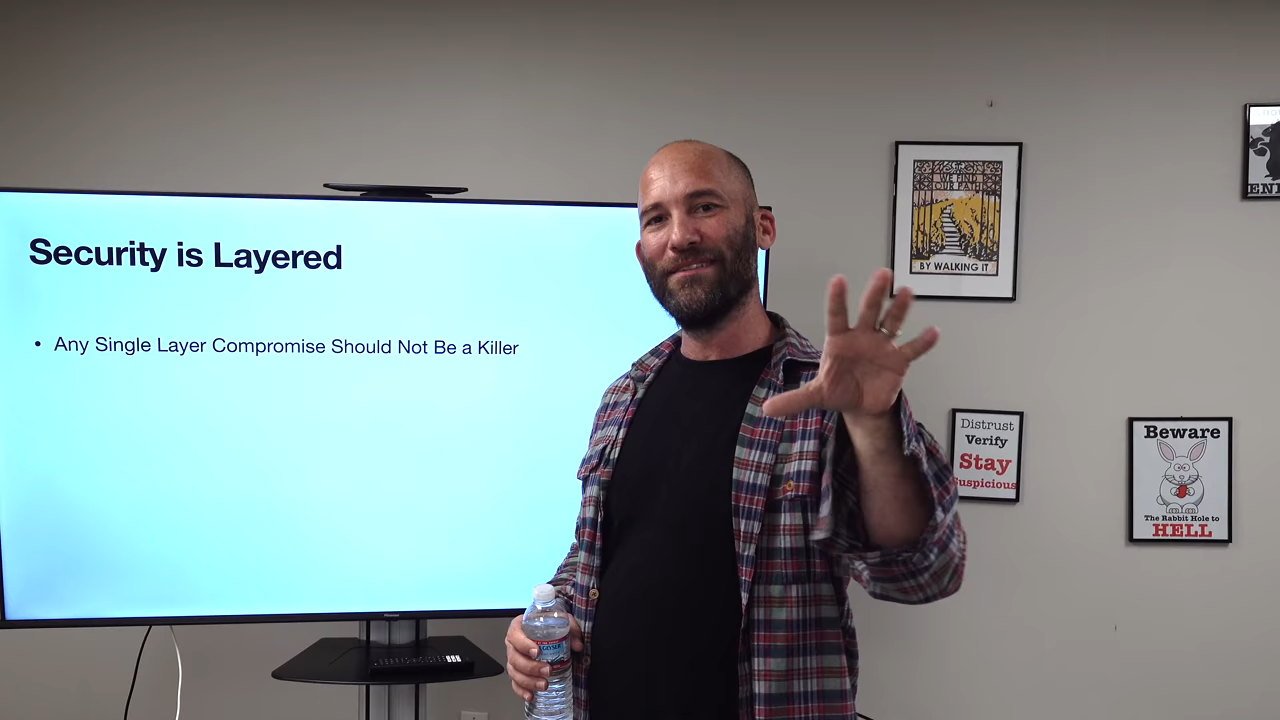 Security is Layered
• Any Single Layer Compromise Should Not Be a Killer
WE FIND
OUR PATH
BY WALKING IT
Distrust
Verify
Stay
Suspicious
Beware
The Rabbit Hole to
HELL